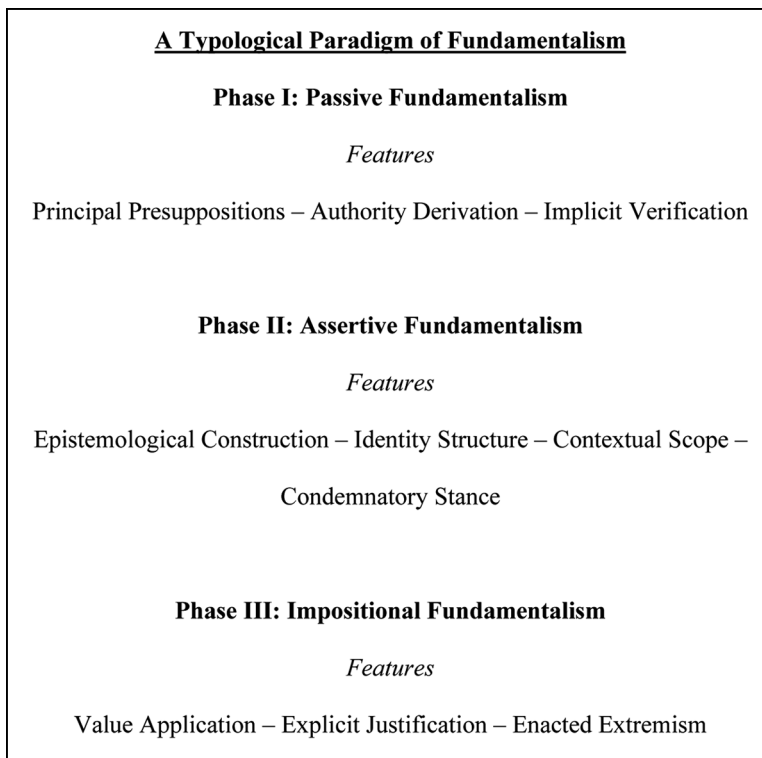 A Typological Paradigm of Fundamentalism
Phase I: Passive Fundamentalism
Features
Principal Presuppositions – Authority Derivation – Implicit Verification
Phase II: Assertive Fundamentalism
Features
Epistemological Construction – Identity Structure – Contextual Scope –
Condemnatory Stance
Phase III: Impositional Fundamentalism
Features
Value Application – Explicit Justification – Enacted Extremism